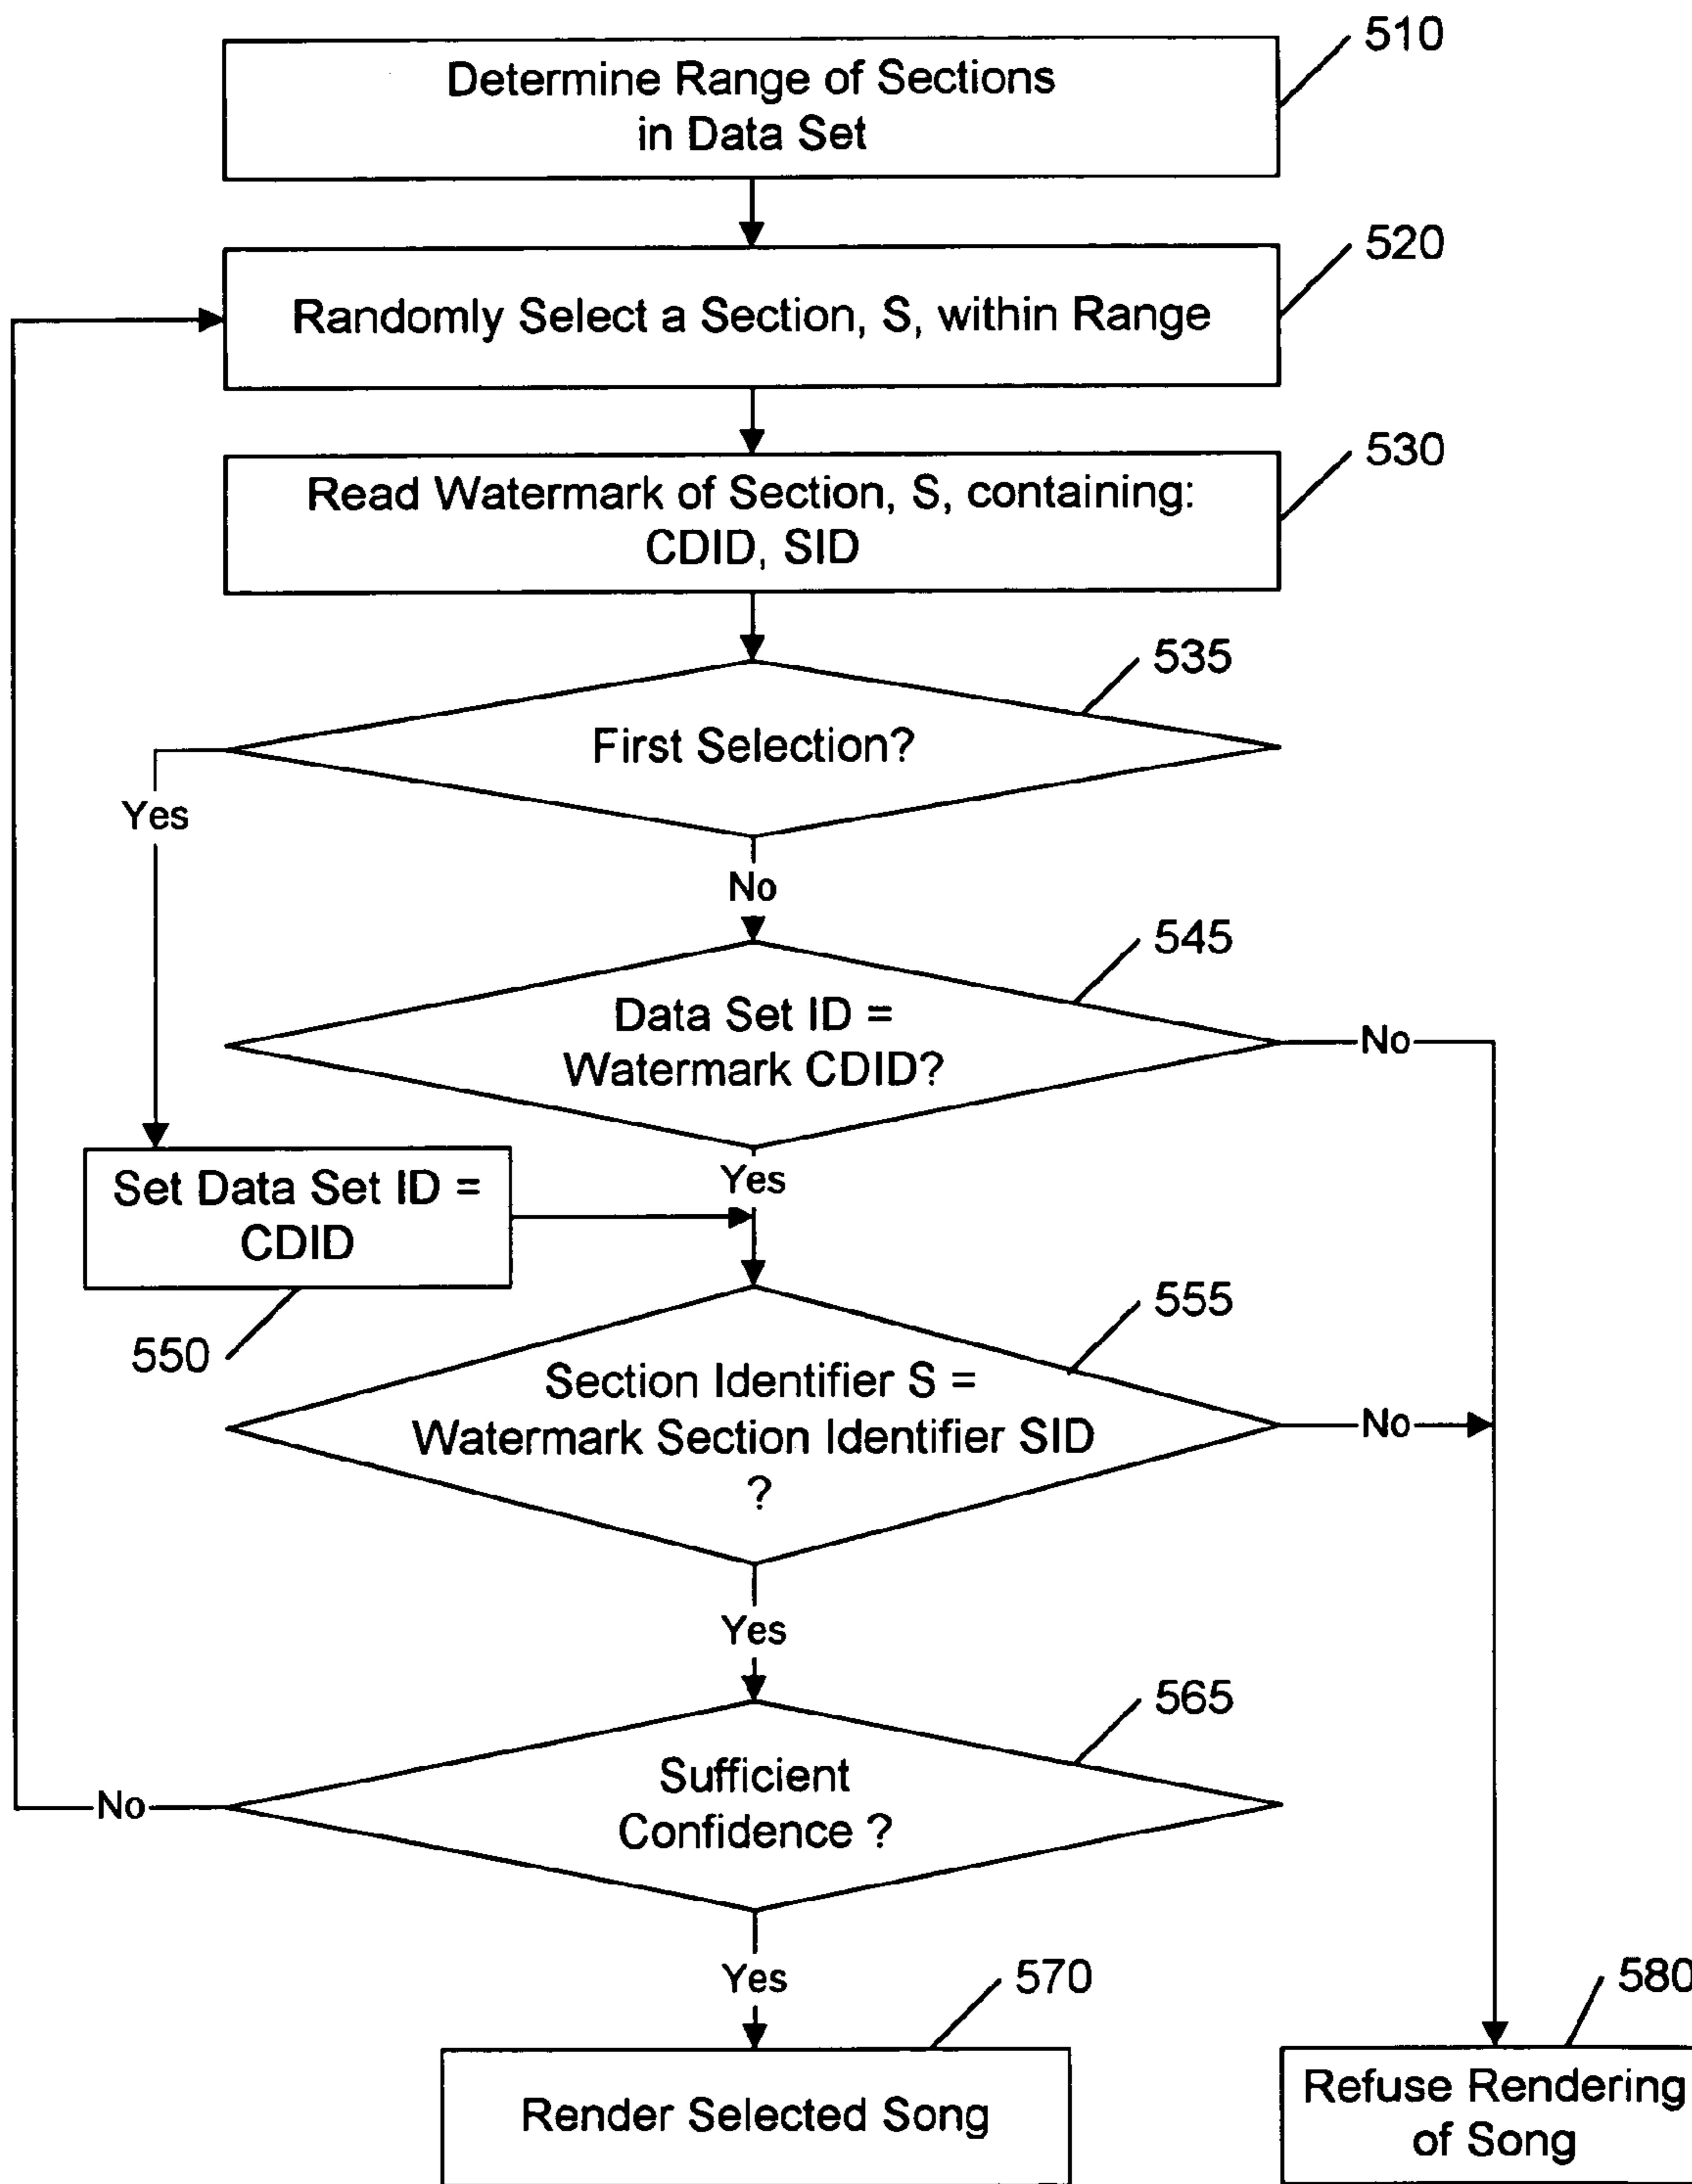 510
Determine Range of Sections
in Data Set
520
Randomly Select a Section, S, within Range
530
Read Watermark of Section, S, containing:
CDID, SID
535
First Selection?
Yes
No
545
Data Set ID =
Watermark CDID?
No
Yes
Set Data Set ID =
CDID
550
555
Section Identifier S =
Watermark Section Identifier SID
?
No
Yes
565
Sufficient
Confidence ?
No
Yes
570
580
Render Selected Song
Refuse Rendering
of Song